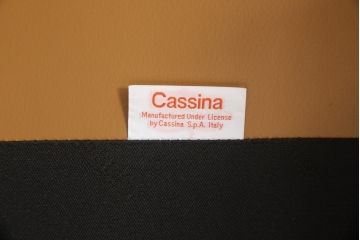 Cassina
Manufactured Under License
by Cassina S.p.A. Italy